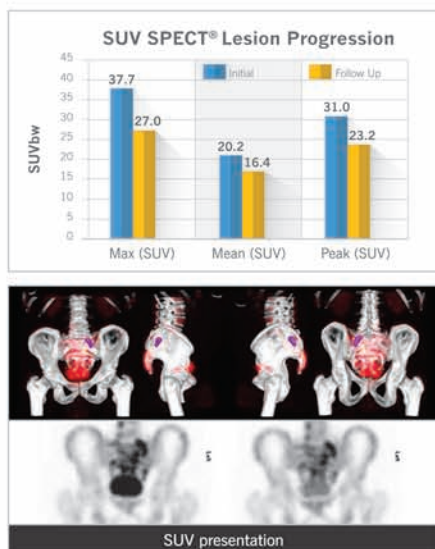 SUV SPECT® Lesion Progression
45
40
35
30
25
20
15
10
5
0
SUVbw
Initial
Follow Up
37.7
27.0
20.2
16.4
31.0
23.2
Max (SUV)
Mean (SUV)
Peak (SUV)
SUV presentation